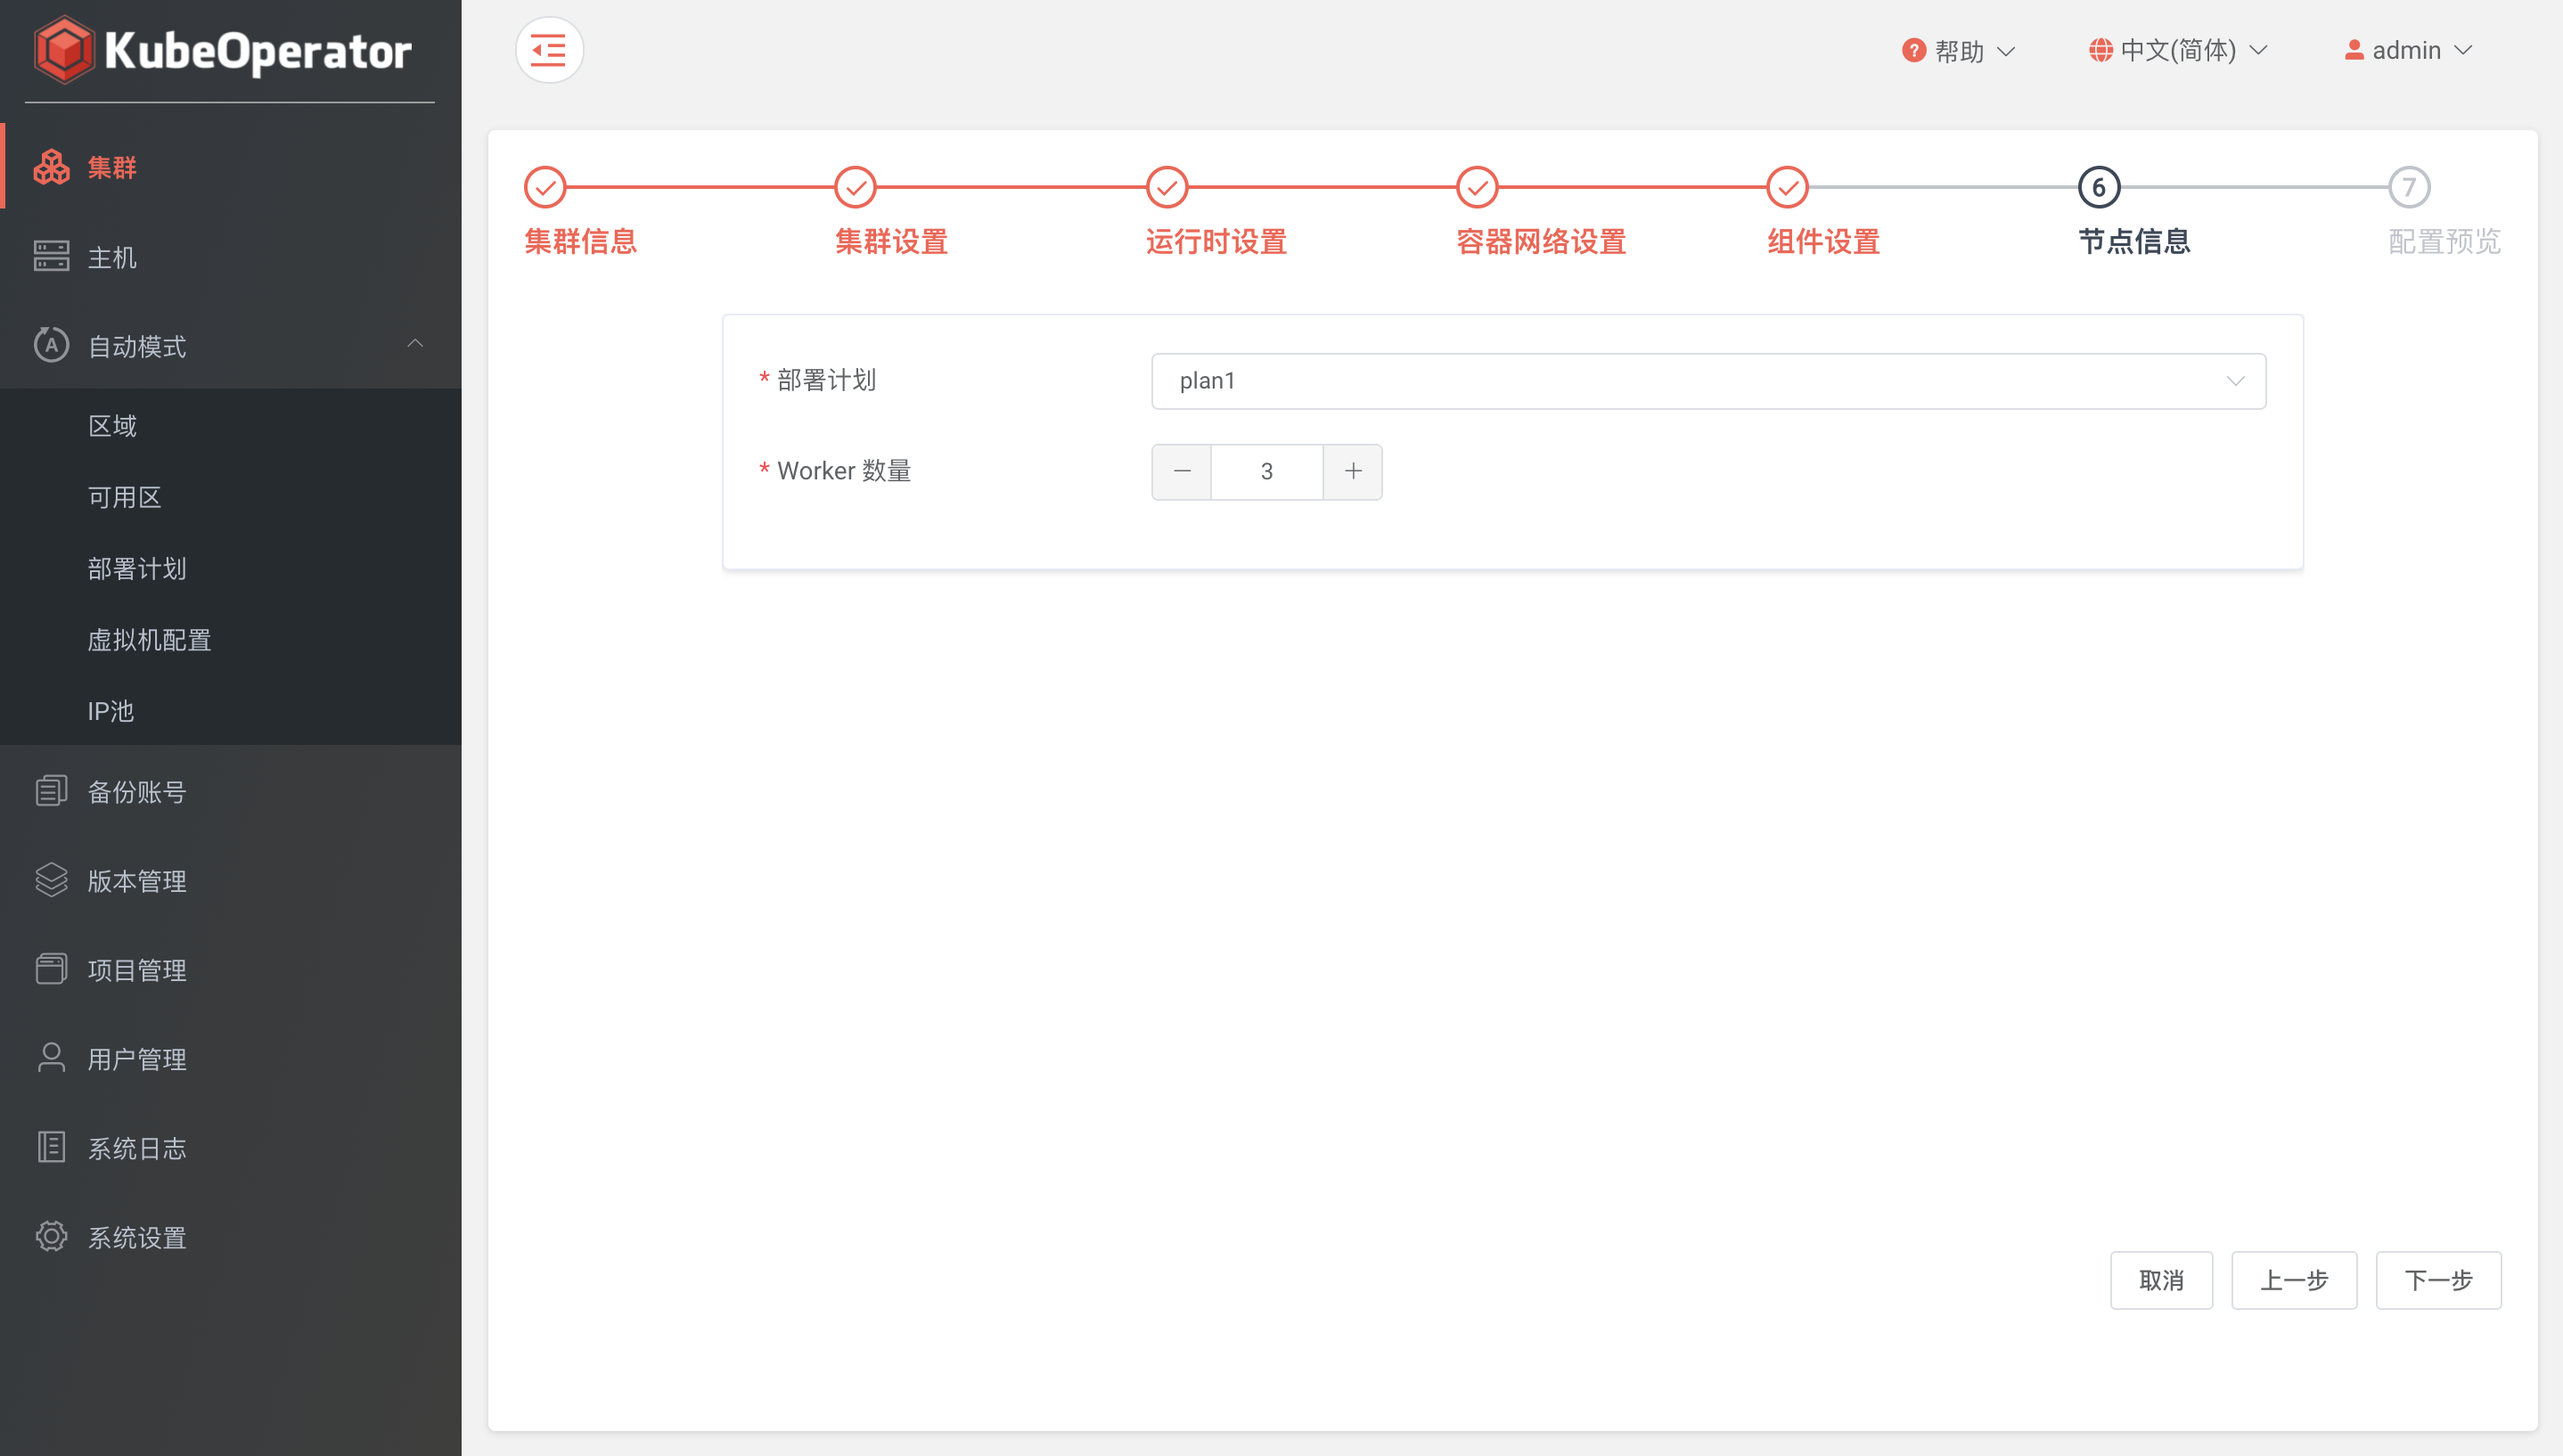 KubeOperator
帮助
中文(简体)
admin
集群
主机
A 自动模式
区域
可用区
部署计划
虚拟机配置
IP池
备份账号
版本管理
项目管理
用户管理
系统日志
系统设置
6
7
集群信息
集群设置
运行时设置
容器网络设置
组件设置
节点信息
配置预览
* 部署计划
plan1
* Worker 数量
− 3 +
取消
上一步
下一步